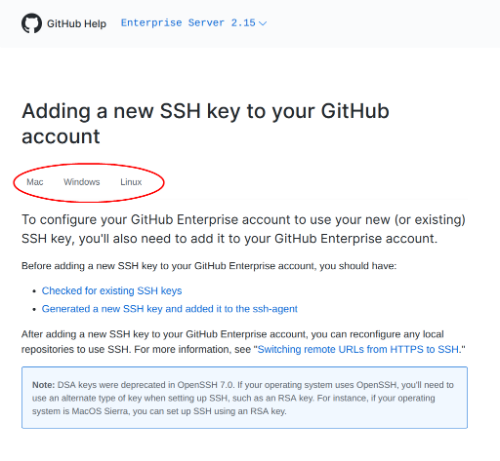 GitHub Help Enterprise Server 2.15
Adding a new SSH key to your GitHub
account
Mac Windows Linux
To configure your GitHub Enterprise account to use your new (or existing)
SSH key, you'll also need to add it to your GitHub Enterprise account.
Before adding a new SSH key to your GitHub Enterprise account, you should have:
• Checked for existing SSH keys
• Generated a new SSH key and added it to the ssh-agent
After adding a new SSH key to your GitHub Enterprise account, you can reconfigure any local
repositories to use SSH. For more information, see "Switching remote URLs from HTTPS to SSH."
Note: DSA keys were deprecated in OpenSSH 7.0. If your operating system uses OpenSSH, you'll need to
use an alternate type of key when setting up SSH, such as an RSA key. For instance, if your operating
system is MacOS Sierra, you can set up SSH using an RSA key.